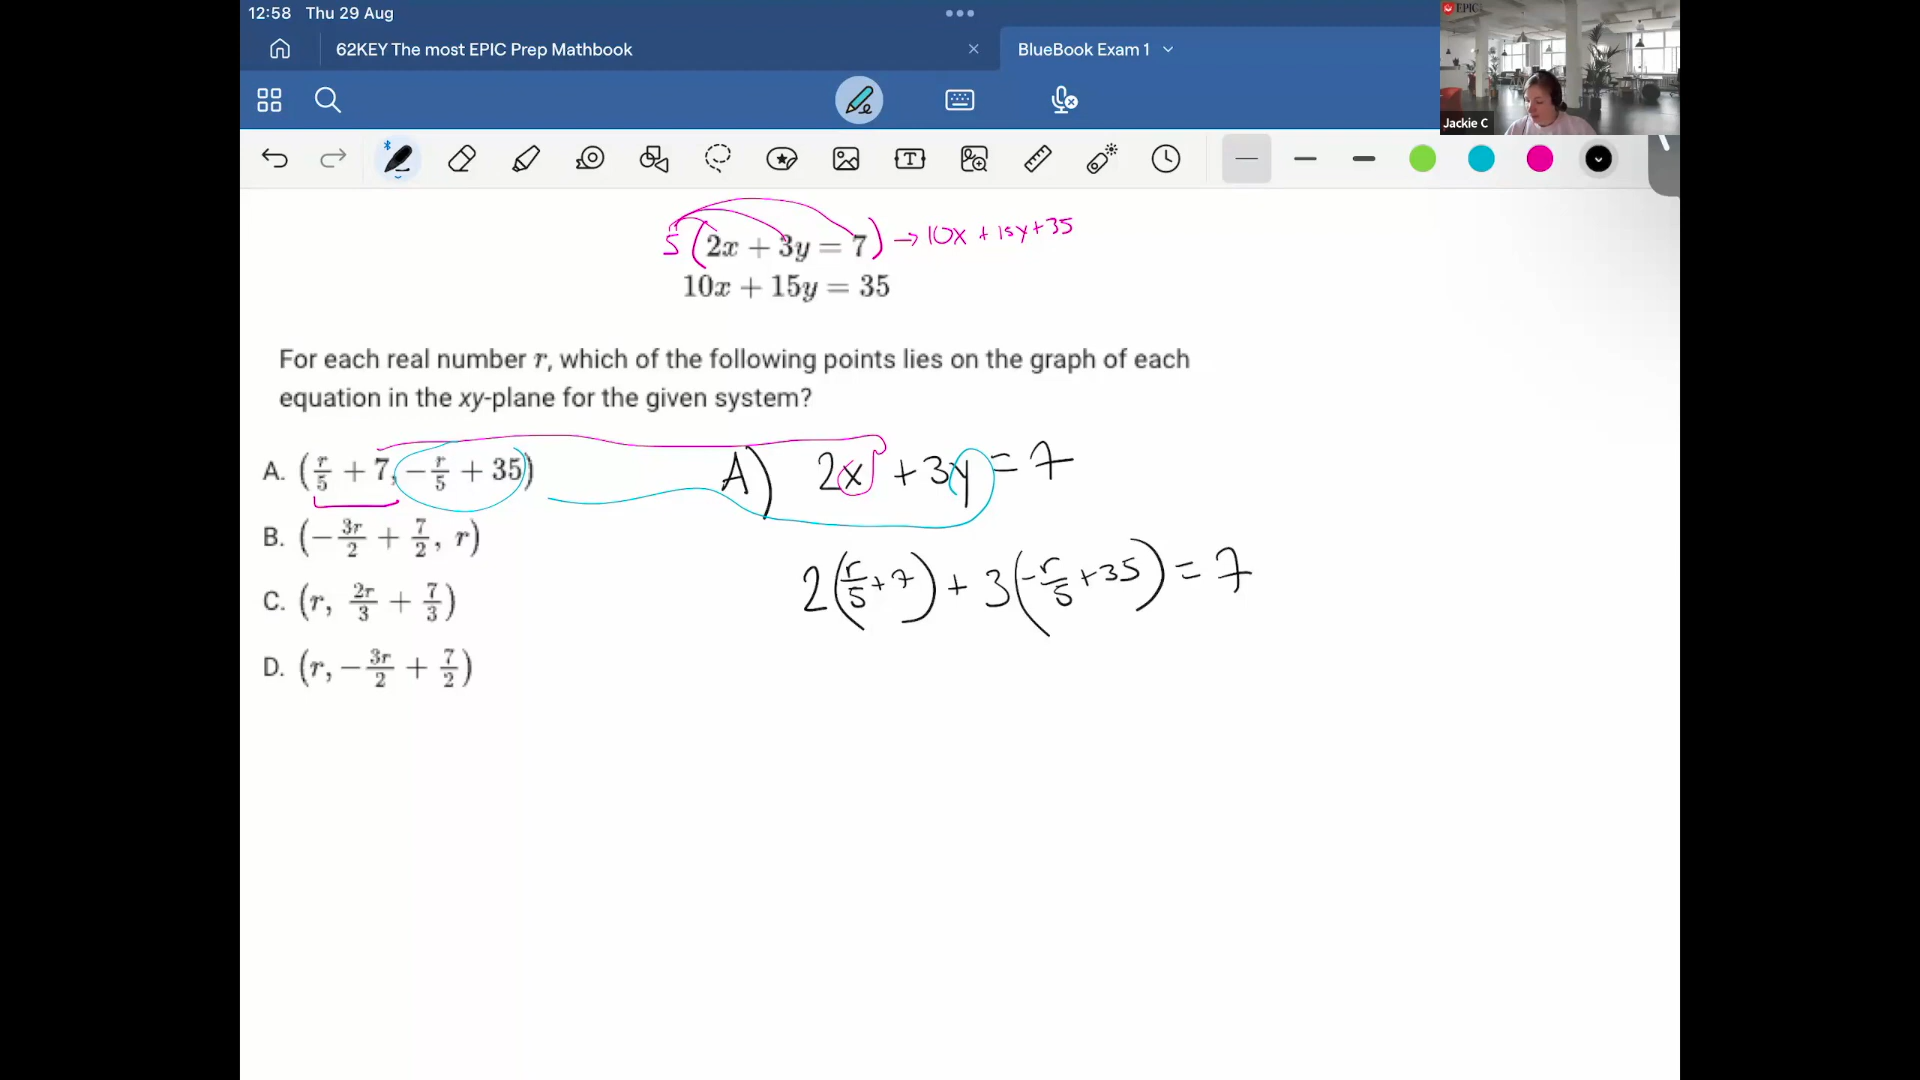 12:58 Thu 29 Aug
62KEY The most EPIC Prep Mathbook
BlueBook Exam 1
EPIC
Jackie C
5(2x + 3y = 7) → 10x + 15y + 35
10x + 15y = 35
For each real number r, which of the following points lies on the graph of each
equation in the xy-plane for the given system?
A. (r/5 + 7, −r/5 + 35)
B. (−3r/2 + 7/2, r)
C. (r, 2r/3 + 7/3)
D. (r, −3r/2 + 7/2)
A) 2x + 3y = 7
2(r/5 + 7) + 3(−r/5 + 35) = 7